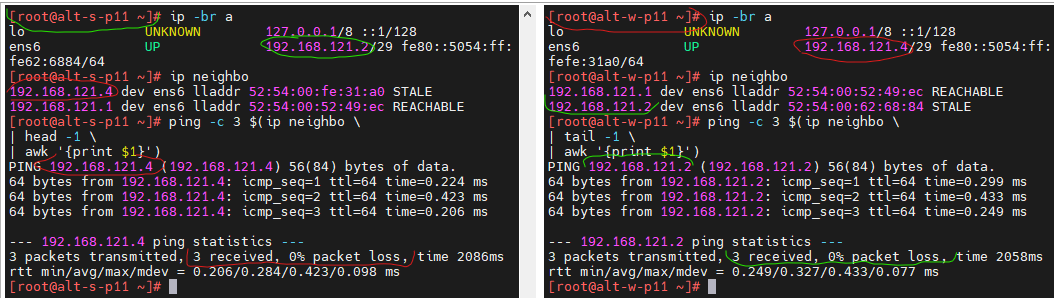 [root@alt-s-p11 ~]# ip -br a
lo               UNKNOWN        127.0.0.1/8 ::1/128
ens6             UP             192.168.121.2/29 fe80::5054:ff:
fe62:6884/64
[root@alt-s-p11 ~]# ip neighbo
192.168.121.4 dev ens6 lladdr 52:54:00:fe:31:a0 STALE
192.168.121.1 dev ens6 lladdr 52:54:00:52:49:ec REACHABLE
[root@alt-s-p11 ~]# ping -c 3 $(ip neighbo \
| head -1 \
| awk '{print $1}')
PING 192.168.121.4 (192.168.121.4) 56(84) bytes of data.
64 bytes from 192.168.121.4: icmp_seq=1 ttl=64 time=0.224 ms
64 bytes from 192.168.121.4: icmp_seq=2 ttl=64 time=0.423 ms
64 bytes from 192.168.121.4: icmp_seq=3 ttl=64 time=0.206 ms
--- 192.168.121.4 ping statistics ---
3 packets transmitted, 3 received, 0% packet loss, time 2086ms
rtt min/avg/max/mdev = 0.206/0.284/0.423/0.098 ms
[root@alt-s-p11 ~]#
[root@alt-w-p11 ~]# ip -br a
lo               UNKNOWN        127.0.0.1/8 ::1/128
ens6             UP             192.168.121.4/29 fe80::5054:ff:
fefe:31a0/64
[root@alt-w-p11 ~]# ip neighbo
192.168.121.1 dev ens6 lladdr 52:54:00:52:49:ec REACHABLE
192.168.121.2 dev ens6 lladdr 52:54:00:62:68:84 STALE
[root@alt-w-p11 ~]# ping -c 3 $(ip neighbo \
| tail -1 \
| awk '{print $1}')
PING 192.168.121.2 (192.168.121.2) 56(84) bytes of data.
64 bytes from 192.168.121.2: icmp_seq=1 ttl=64 time=0.299 ms
64 bytes from 192.168.121.2: icmp_seq=2 ttl=64 time=0.433 ms
64 bytes from 192.168.121.2: icmp_seq=3 ttl=64 time=0.249 ms
--- 192.168.121.2 ping statistics ---
3 packets transmitted, 3 received, 0% packet loss, time 2058ms
rtt min/avg/max/mdev = 0.249/0.327/0.433/0.077 ms
[root@alt-w-p11 ~]#